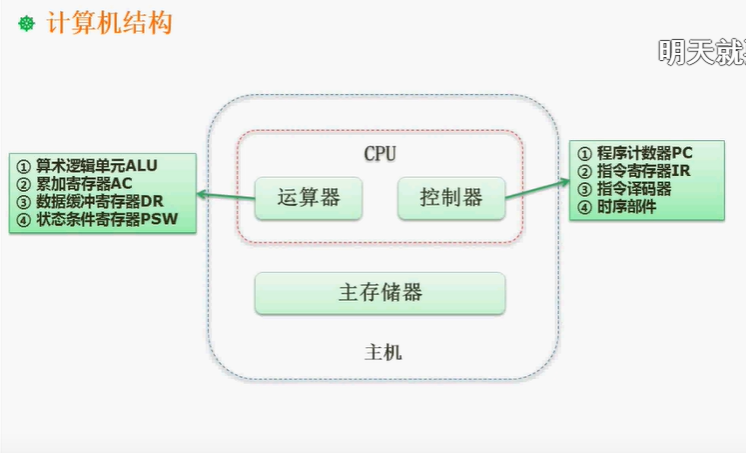 计算机结构
明天就
CPU
① 算术逻辑单元ALU
② 累加寄存器AC
③ 数据缓冲寄存器DR
④ 状态条件寄存器PSW
运算器
控制器
① 程序计数器PC
② 指令寄存器IR
③ 指令译码器
④ 时序部件
主存储器
主机